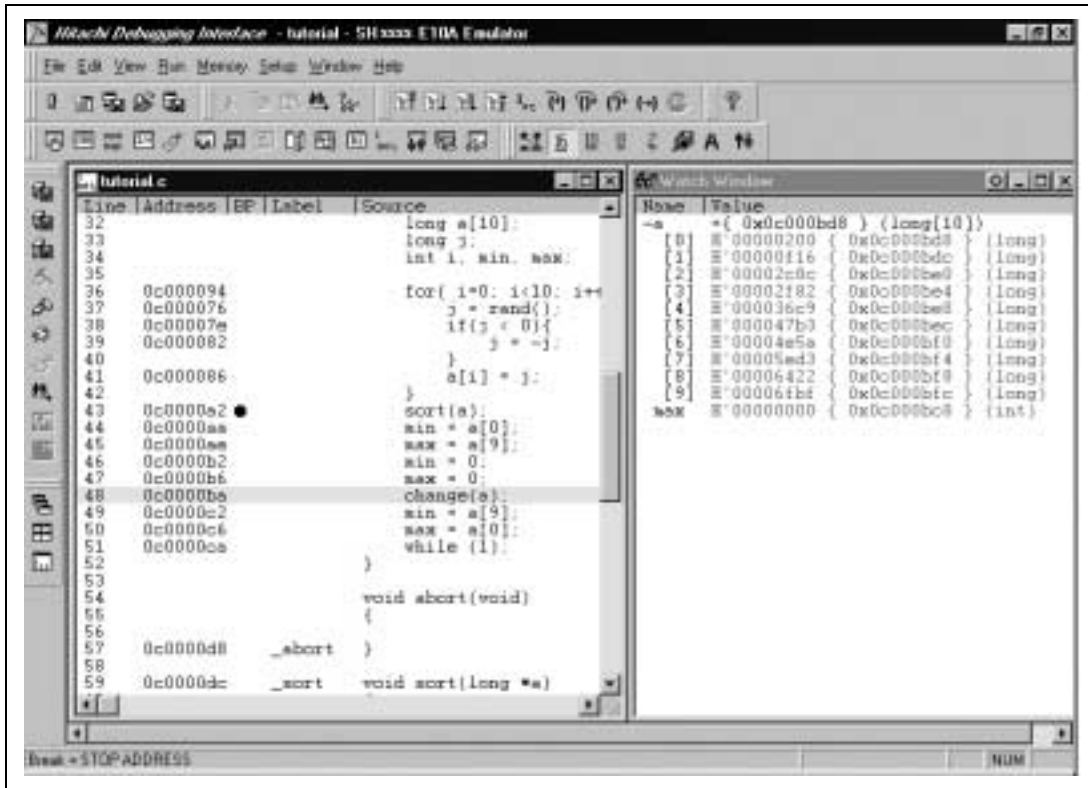 Hitachi Debugging Interface - tutorial - SHxxxx E10A Emulator
File Edit View Run Memory Setup Window Help
tutorial.c
Line Address BP Label Source
32 long a[10];
33 long j;
34 int i, min, max;
35
36 0c000094 for( i=0; i<10; i++
37 0c000076 j = rand();
38 0c00007e if(j < 0){
39 0c000082 j = -j;
40 }
41 0c000086 a[i] = j;
42 }
43 0c0000a2 ● sort(a);
44 0c0000aa min = a[0];
45 0c0000ae max = a[9];
46 0c0000b2 min = 0;
47 0c0000b6 max = 0;
48 0c0000ba change(a);
49 0c0000c2 min = a[9];
50 0c0000c6 max = a[0];
51 0c0000ca while (1);
52 }
53
54 void abort(void)
55 {
56
57 0c0000d8 _abort }
58
59 0c0000dc _sort void sort(long *a)
Watch Window
Name Value
-a ={ 0x0c000bd8 } (long[10])
[0] H'00000200 { 0x0c000bd8 } (long)
[1] H'00000f16 { 0x0c000bdc } (long)
[2] H'00002c0c { 0x0c000be0 } (long)
[3] H'00002f82 { 0x0c000be4 } (long)
[4] H'000036c9 { 0x0c000be8 } (long)
[5] H'000047b3 { 0x0c000bec } (long)
[6] H'00004e5a { 0x0c000bf0 } (long)
[7] H'00005ed3 { 0x0c000bf4 } (long)
[8] H'00006422 { 0x0c000bf8 } (long)
[9] H'00006fbf { 0x0c000bfc } (long)
max H'00000000 { 0x0c000bc8 } (int)
Break = STOP ADDRESS
NUM